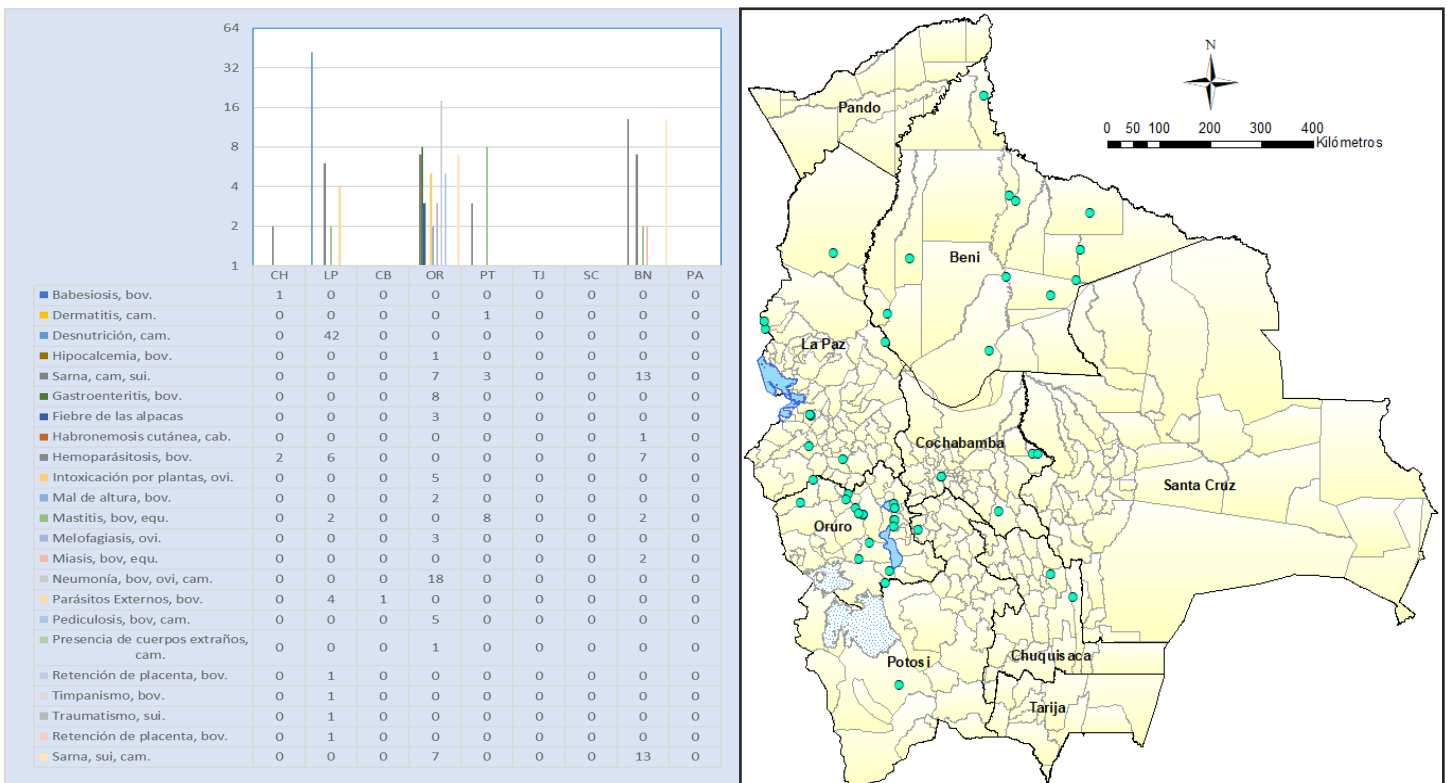 64
32
16
8
4
2
1
CH LP CB OR PT TJ SC BN PA
Babesiosis, bov. 1 0 0 0 0 0 0 0 0
Dermatitis, cam. 0 0 0 0 1 0 0 0 0
Desnutrición, cam. 0 42 0 0 0 0 0 0 0
Hipocalcemia, bov. 0 0 0 1 0 0 0 0 0
Sarna, cam, sui. 0 0 0 7 3 0 0 13 0
Gastroenteritis, bov. 0 0 0 8 0 0 0 0 0
Fiebre de las alpacas 0 0 0 3 0 0 0 0 0
Habronemosis cutánea, cab. 0 0 0 0 0 0 0 1 0
Hemoparásitosis, bov. 2 6 0 0 0 0 0 7 0
Intoxicación por plantas, ovi. 0 0 0 5 0 0 0 0 0
Mal de altura, bov. 0 0 0 2 0 0 0 0 0
Mastitis, bov, equ. 0 2 0 0 8 0 0 2 0
Melofagiasis, ovi. 0 0 0 3 0 0 0 0 0
Miasis, bov, equ. 0 0 0 0 0 0 0 2 0
Neumonía, bov, ovi, cam. 0 0 0 18 0 0 0 0 0
Parásitos Externos, bov. 0 4 1 0 0 0 0 0 0
Pediculosis, bov, cam. 0 0 0 5 0 0 0 0 0
Presencia de cuerpos extraños,
cam. 0 0 0 1 0 0 0 0 0
Retención de placenta, bov. 0 1 0 0 0 0 0 0 0
Timpanismo, bov. 0 1 0 0 0 0 0 0 0
Traumatismo, sui. 0 1 0 0 0 0 0 0 0
Retención de placenta, bov. 0 1 0 0 0 0 0 0 0
Sarna, sui, cam. 0 0 0 7 0 0 0 13 0
N
0 50 100 200 300 400
Kilómetros
Pando
Beni
La Paz
Cochabamba
Santa Cruz
Oruro
Chuquisaca
Potosi
Tarija